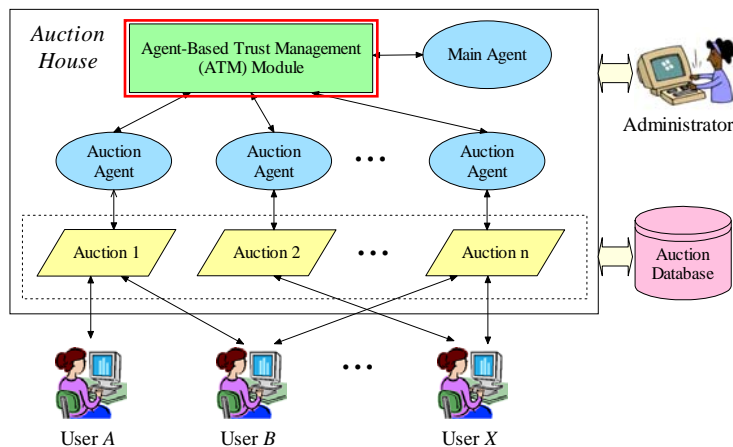 Auction
House
Agent-Based Trust Management
(ATM) Module
Main Agent
Administrator
Auction
Agent
Auction
Agent
•••
Auction
Agent
Auction 1
Auction 2
•••
Auction n
Auction
Database
•••
User A
User B
User X